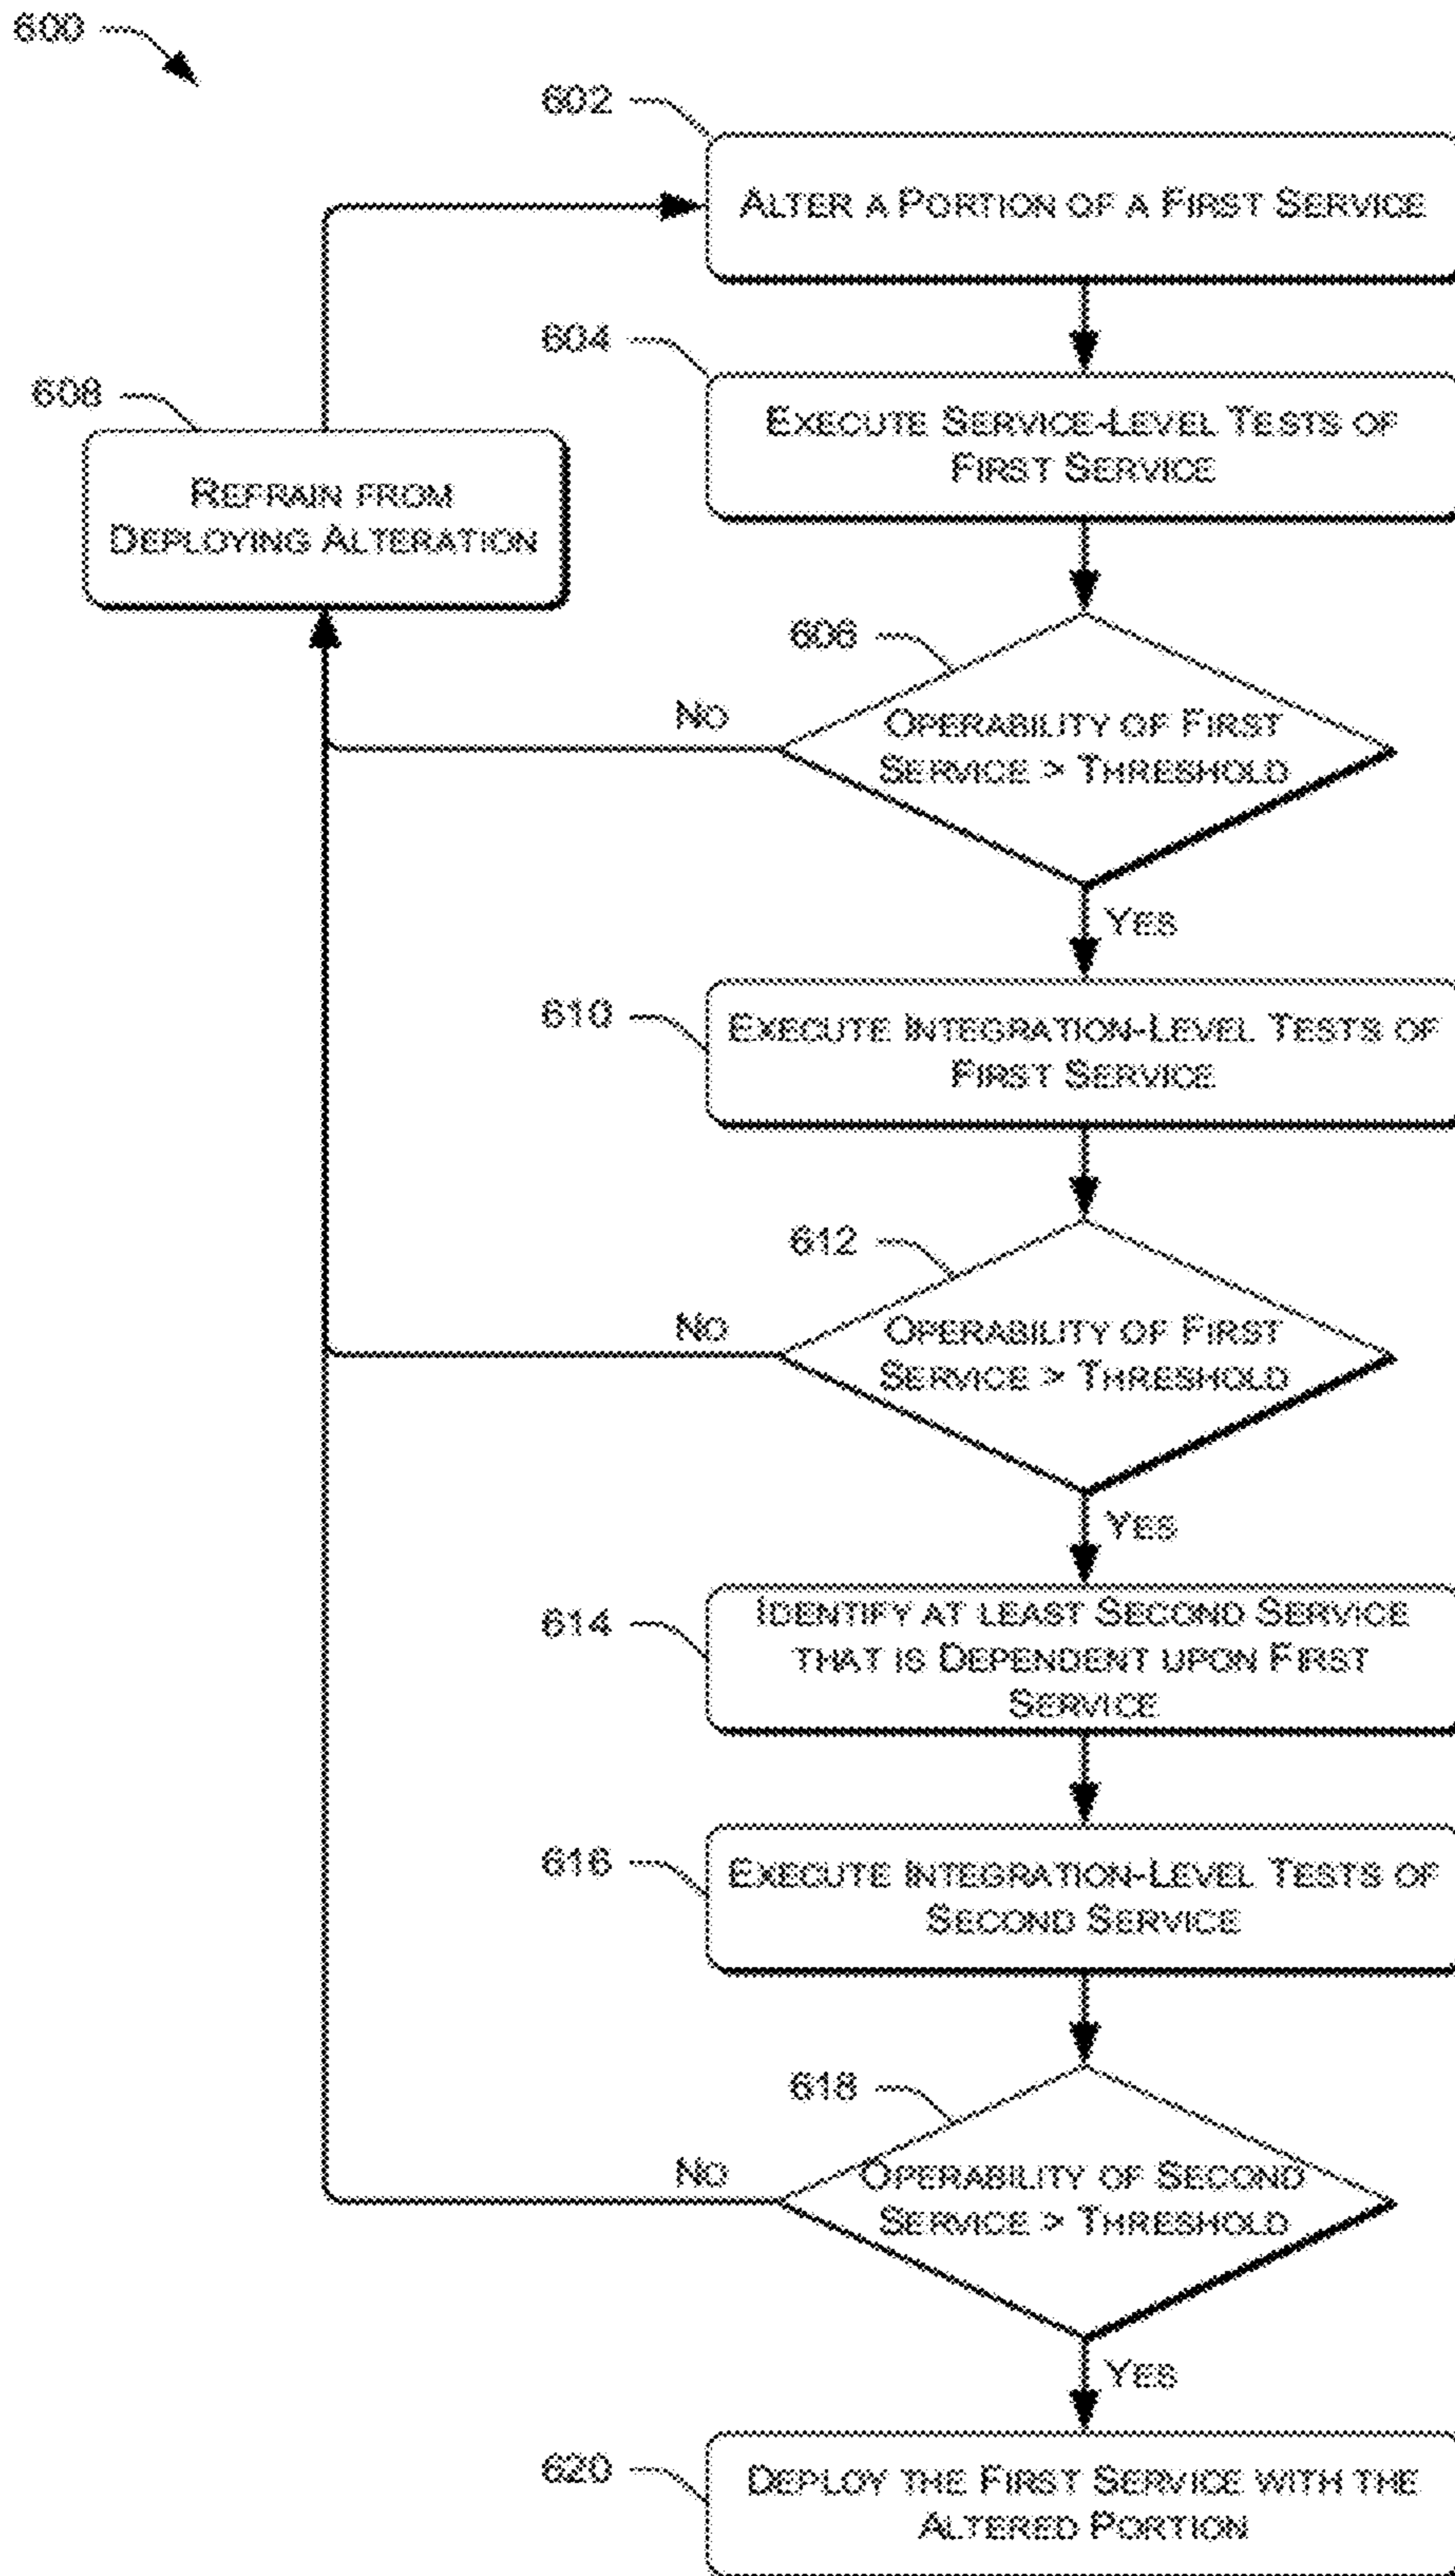 600
602
ALTER A PORTION OF A FIRST SERVICE
604
EXECUTE SERVICE-LEVEL TESTS OF
FIRST SERVICE
608
REFRAIN FROM
DEPLOYING ALTERATION
606
NO
OPERABILITY OF FIRST
SERVICE > THRESHOLD
YES
610
EXECUTE INTEGRATION-LEVEL TESTS OF
FIRST SERVICE
612
NO
OPERABILITY OF FIRST
SERVICE > THRESHOLD
YES
614
IDENTIFY AT LEAST SECOND SERVICE
THAT IS DEPENDENT UPON FIRST
SERVICE
616
EXECUTE INTEGRATION-LEVEL TESTS OF
SECOND SERVICE
618
NO
OPERABILITY OF SECOND
SERVICE > THRESHOLD
YES
620
DEPLOY THE FIRST SERVICE WITH THE
ALTERED PORTION